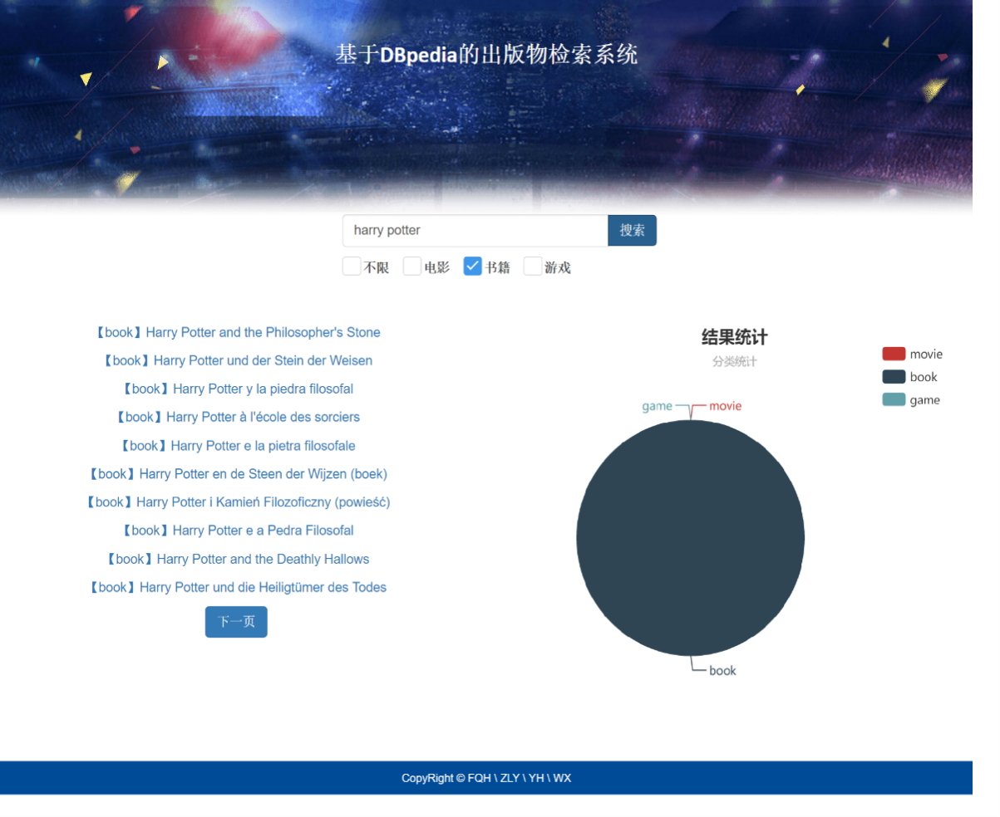 基于DBpedia的出版物检索系统
harry potter 搜索
不限 电影 书籍 游戏
【book】Harry Potter and the Philosopher's Stone
【book】Harry Potter und der Stein der Weisen
【book】Harry Potter y la piedra filosofal
【book】Harry Potter à l'école des sorciers
【book】Harry Potter e la pietra filosofale
【book】Harry Potter en de Steen der Wijzen (boek)
【book】Harry Potter i Kamień Filozoficzny (powieść)
【book】Harry Potter e a Pedra Filosofal
【book】Harry Potter and the Deathly Hallows
【book】Harry Potter und die Heiligtümer des Todes
下一页
结果统计
分类统计
movie
book
game
game movie
book
CopyRight © FQH \ ZLY \ YH \ WX